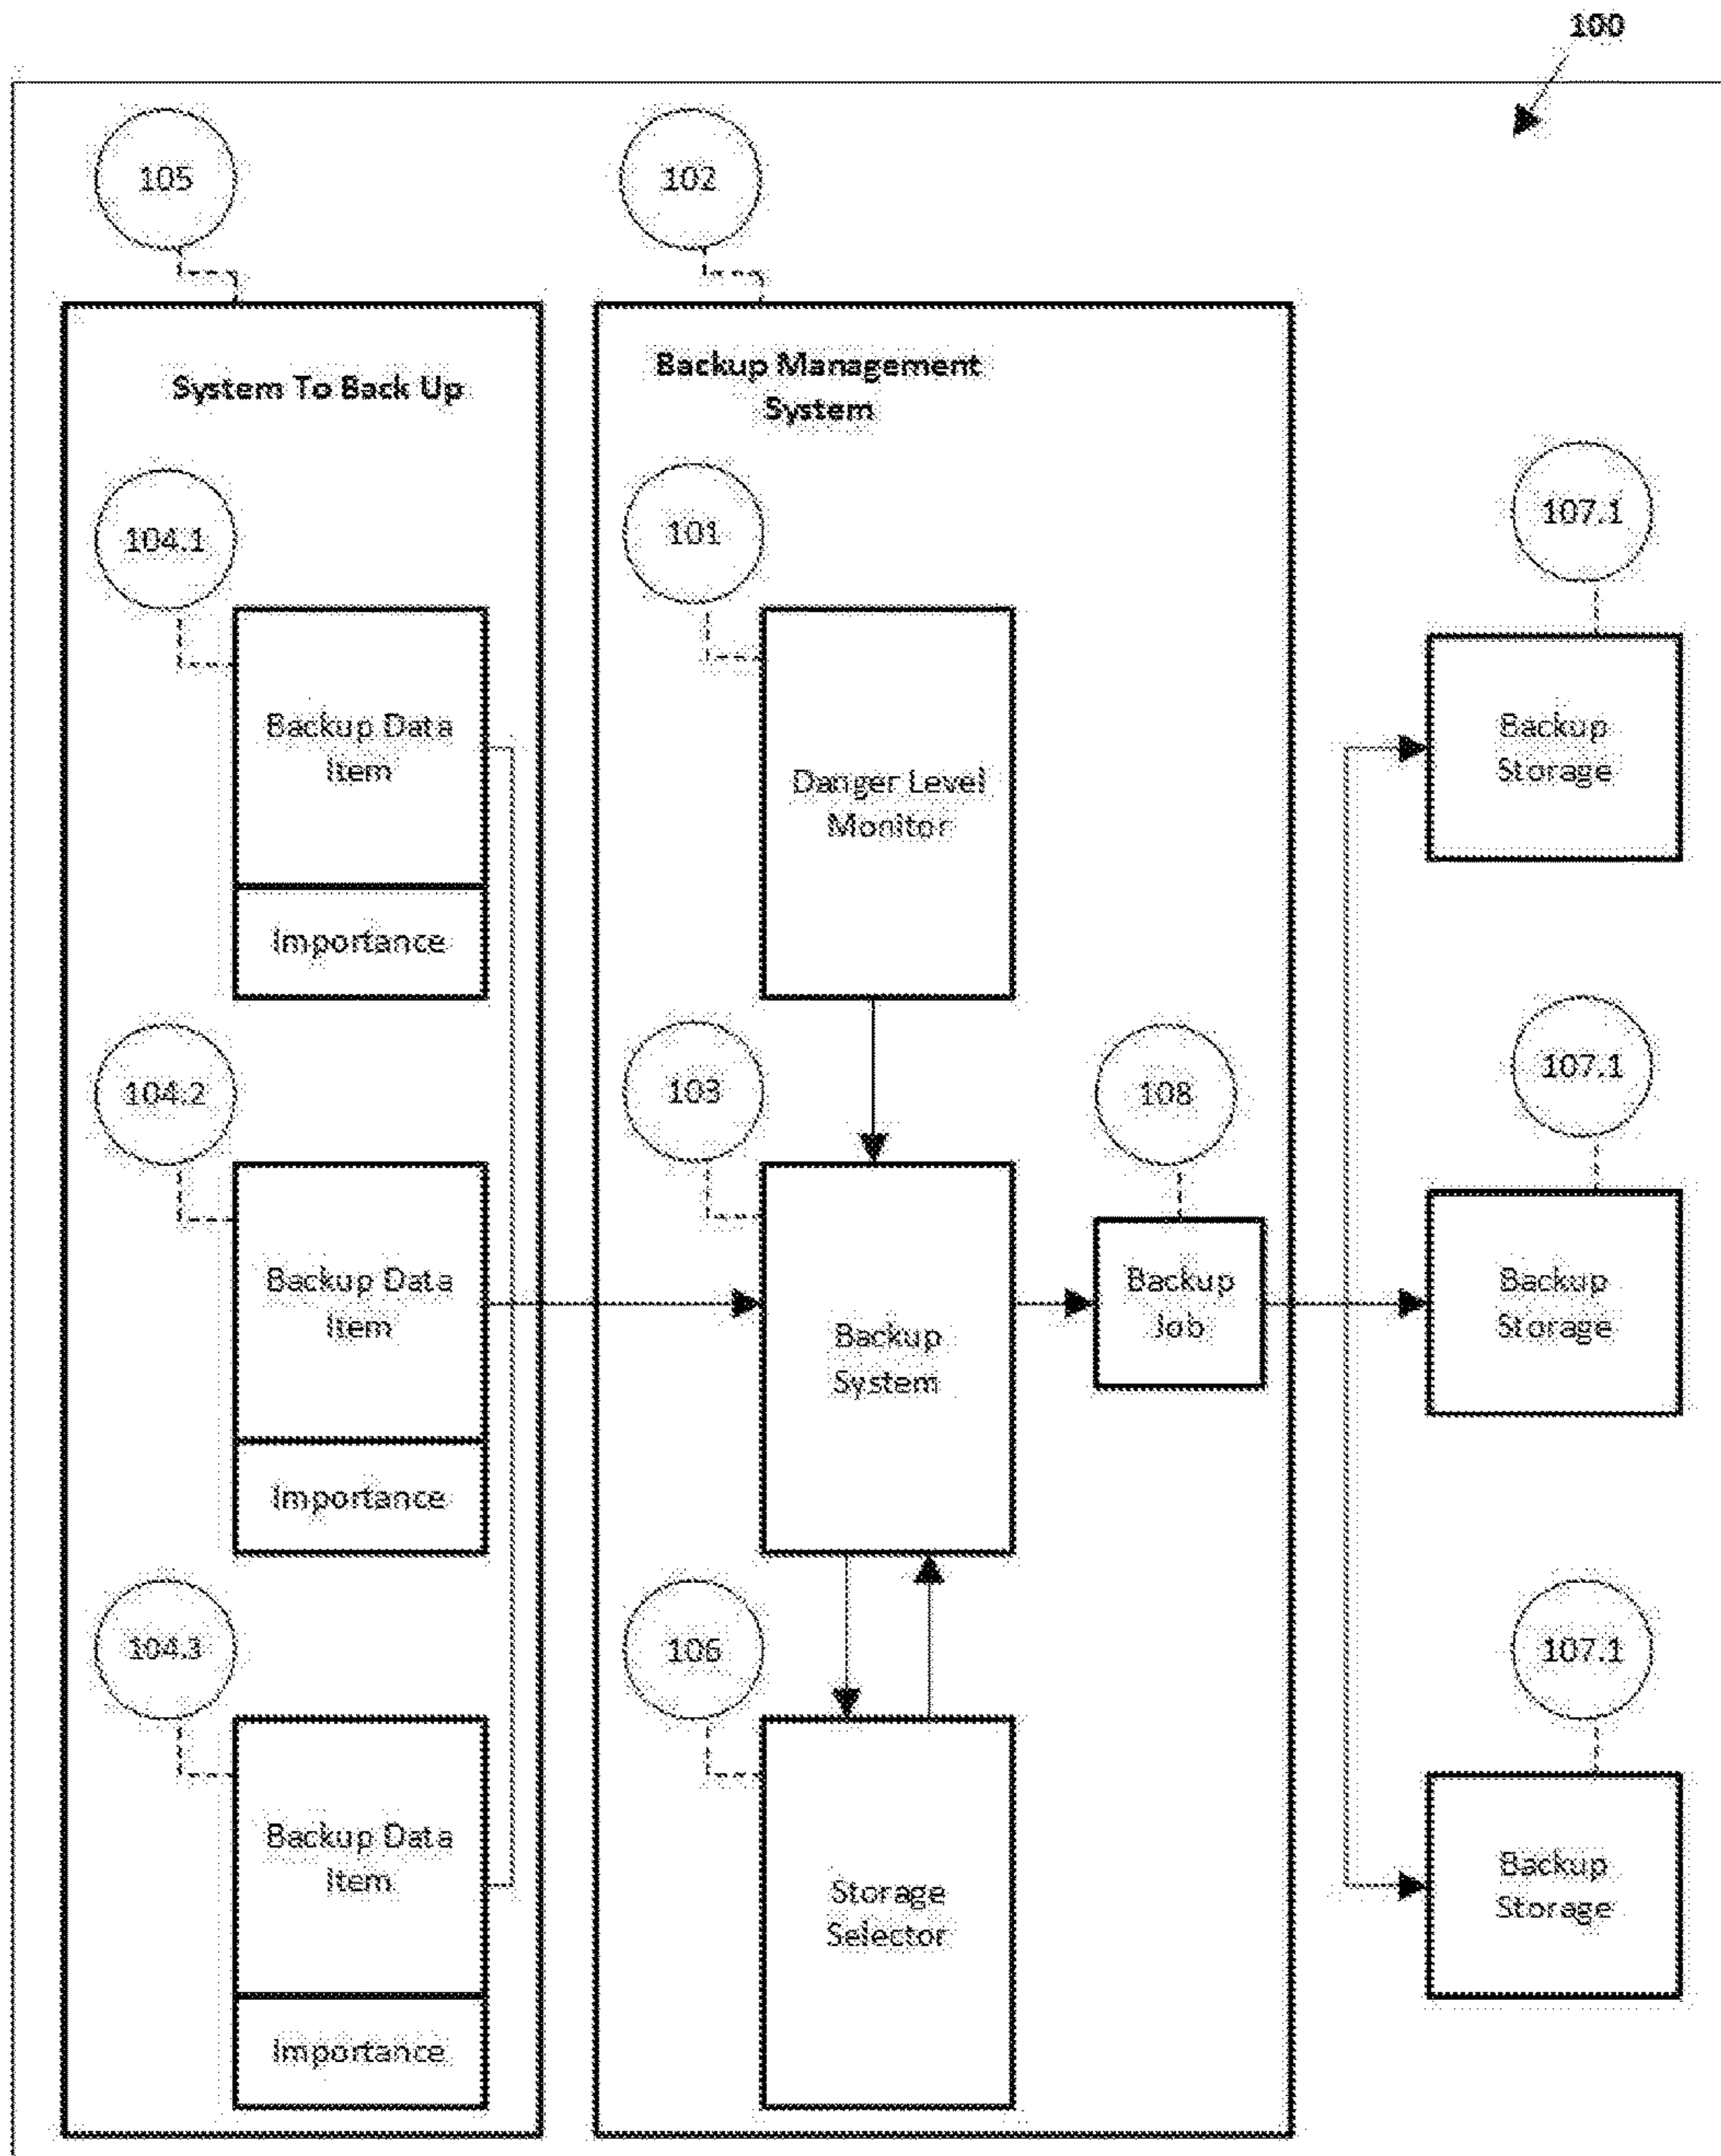 100
105
102
System To Back Up
Backup Management
System
104.1
101
107.1
Backup Data
Item
Danger Level
Monitor
Backup
Storage
Importance
104.2
103
108
107.1
Backup Data
Item
Backup
System
Backup
Job
Backup
Storage
Importance
104.3
106
107.1
Backup Data
Item
Storage
Selector
Backup
Storage
Importance